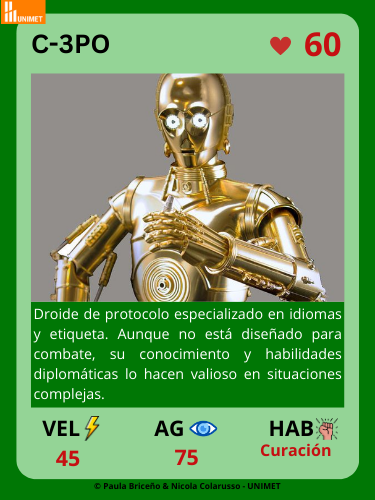 UNIMET
C-3PO
60
Droide de protocolo especializado en idiomas
y etiqueta. Aunque no está diseñado para
combate, su conocimiento y habilidades
diplomáticas lo hacen valioso en situaciones
complejas.
VEL AG HAB
45 75 Curación
© Paula Briceño & Nicola Colarusso - UNIMET